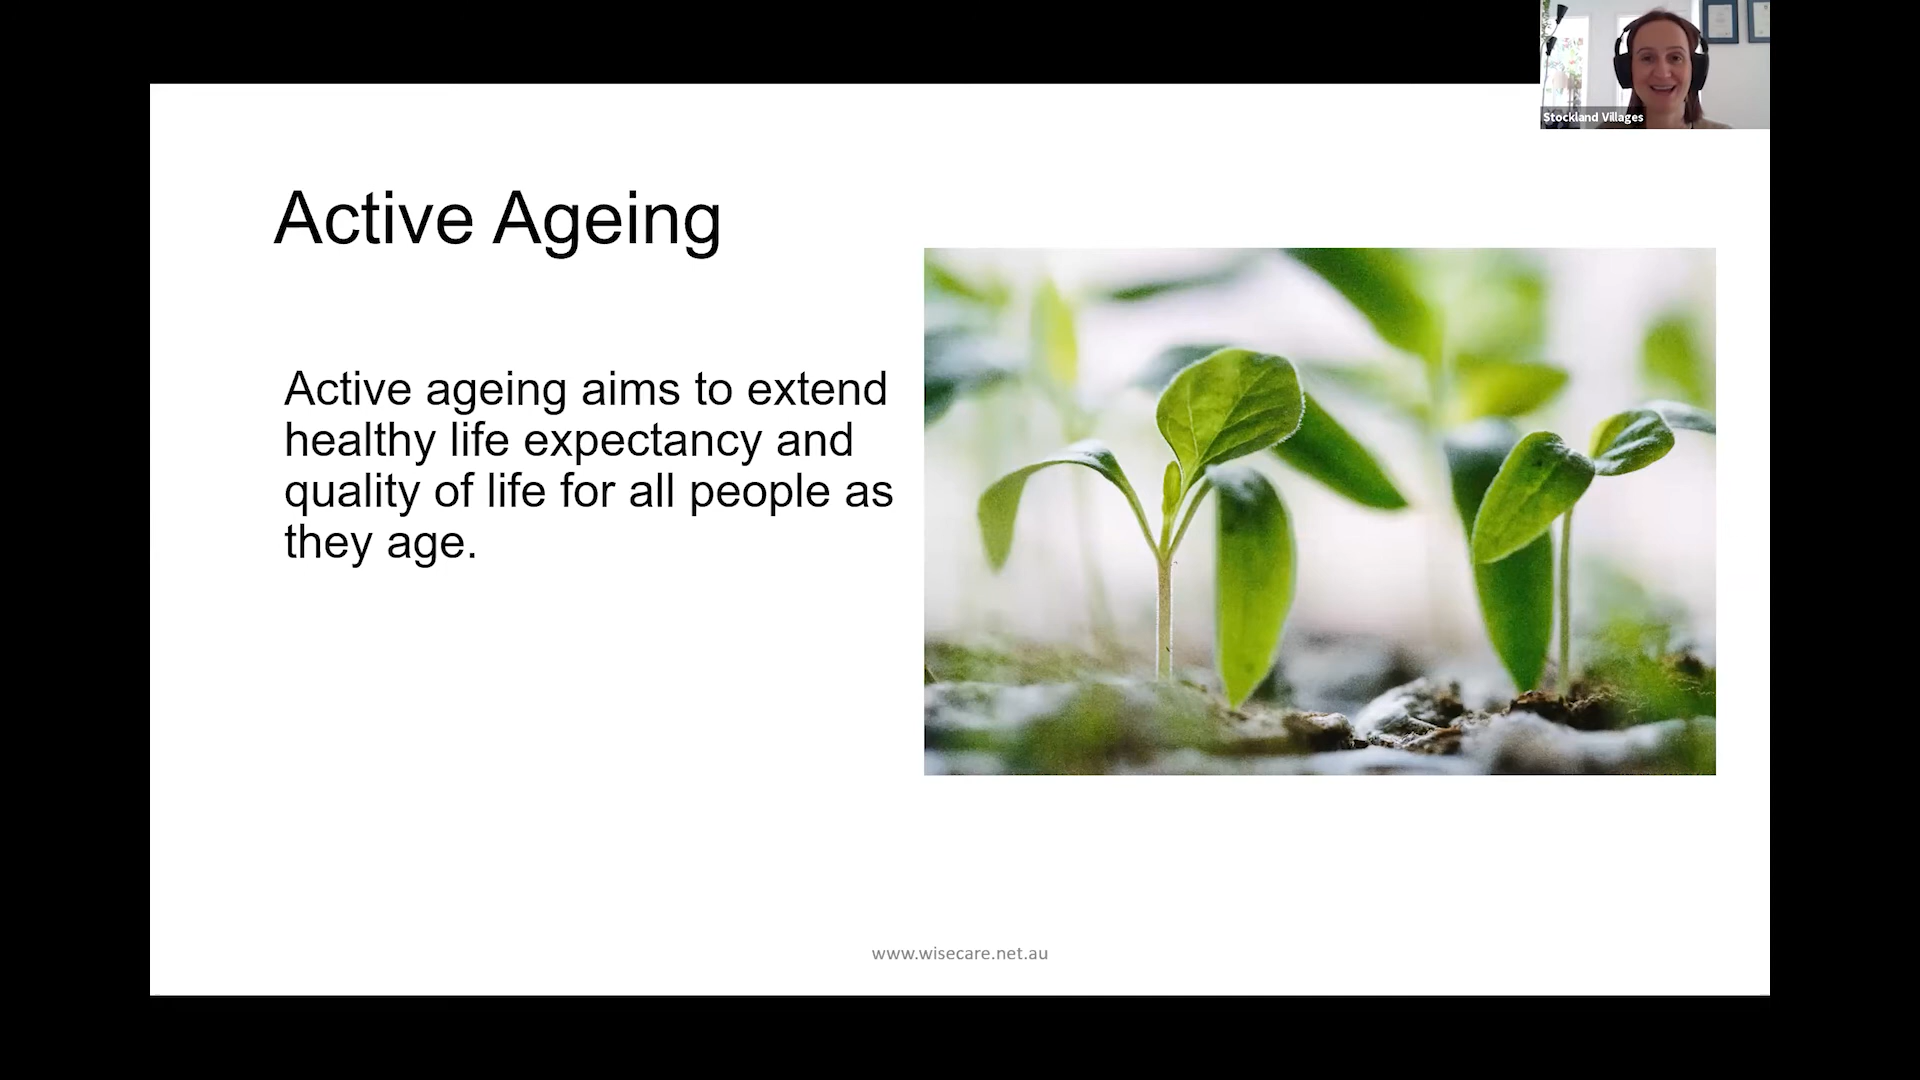 Stockland Villages
Active Ageing
Active ageing aims to extend
healthy life expectancy and
quality of life for all people as
they age.
www.wisecare.net.au